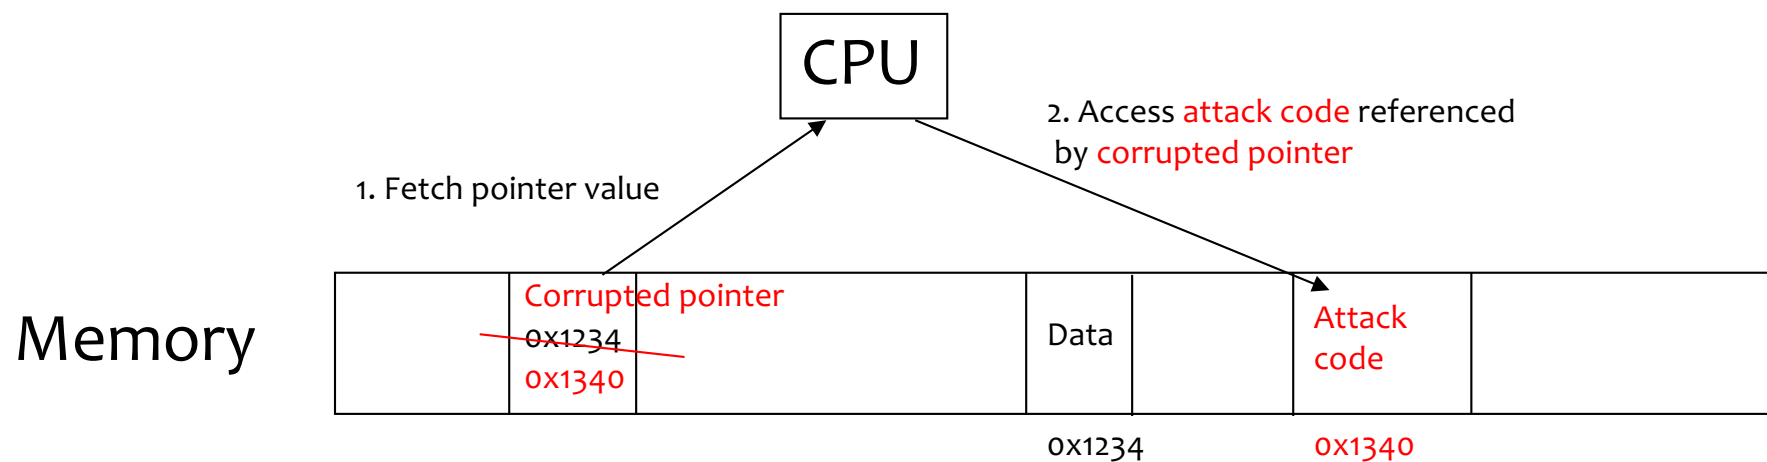 CPU
2. Access attack code referenced
by corrupted pointer
1. Fetch pointer value
Memory
Corrupted pointer
0x1234
0x1340
Data
Attack
code
0x1234
0x1340